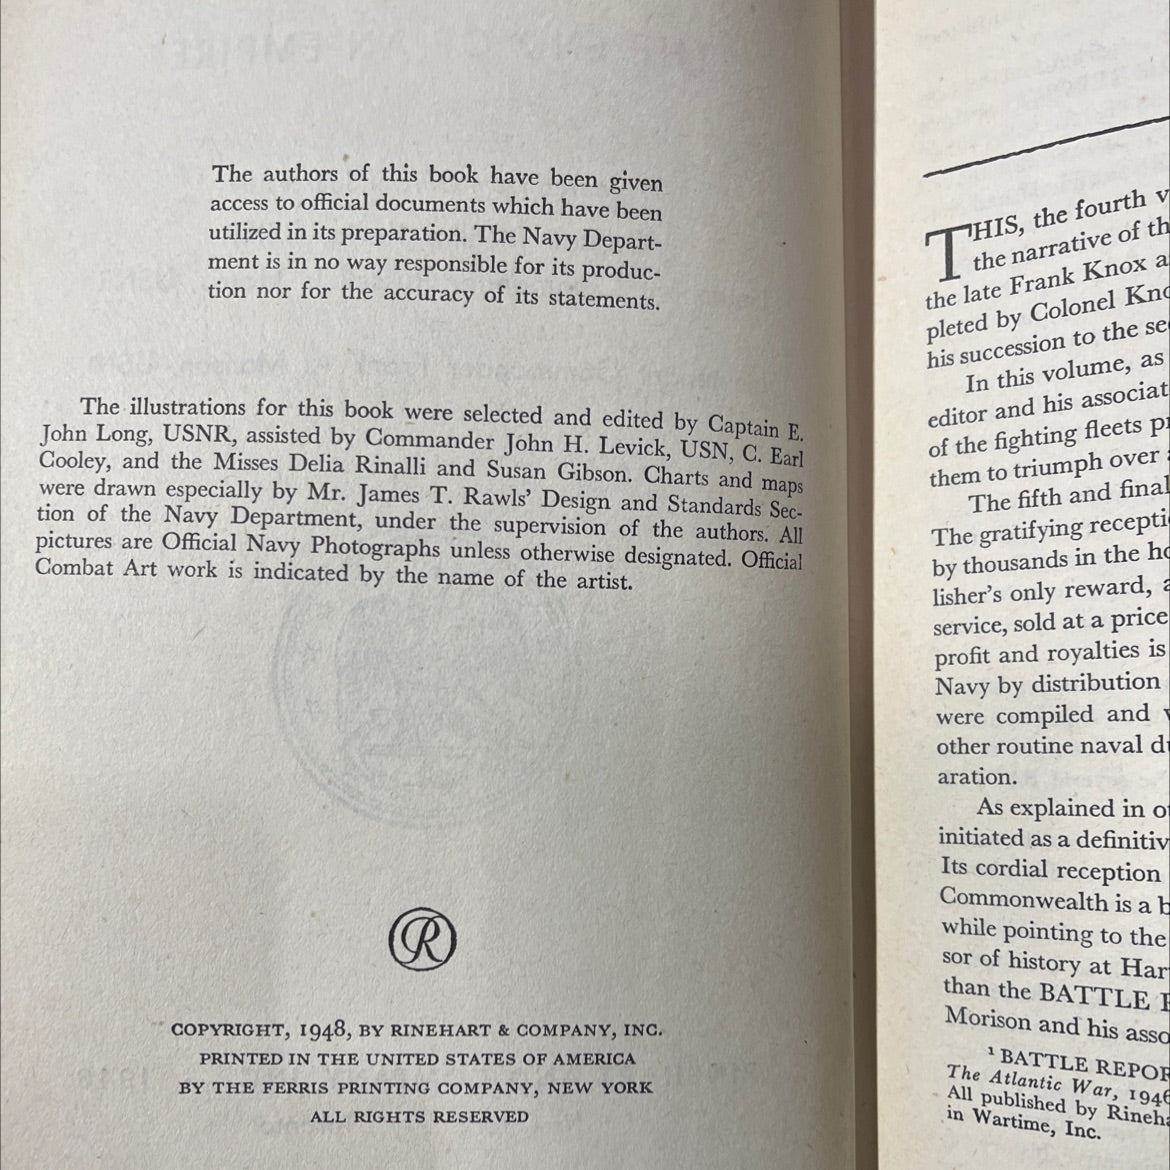 The authors of this book have been given
access to official documents which have been
utilized in its preparation. The Navy Depart-
ment is in no way responsible for its produc-
tion nor for the accuracy of its statements.
The illustrations for this book were selected and edited by Captain E.
John Long, USNR, assisted by Commander John H. Levick, USN, C. Earl
Cooley, and the Misses Delia Rinalli and Susan Gibson. Charts and maps
were drawn especially by Mr. James T. Rawls' Design and Standards Sec-
tion of the Navy Department, under the supervision of the authors. All
pictures are Official Navy Photographs unless otherwise designated. Official
Combat Art work is indicated by the name of the artist.
R
COPYRIGHT, 1948, BY RINEHART & COMPANY, INC.
PRINTED IN THE UNITED STATES OF AMERICA
BY THE FERRIS PRINTING COMPANY, NEW YORK
ALL RIGHTS RESERVED
THIS, the fourth
the narrative of
the late Frank Knox
pleted by Colonel
his succession to the
In this volume, as
editor and his
of the fighting fleets
them to triumph over
The fifth and final
The gratifying
by thousands in the
lisher's only reward,
service, sold at a price
profit and royalties is
Navy by distribution
were compiled and
other routine naval
aration.
As explained in
initiated as a
Its cordial reception
Commonwealth is a
while pointing to the
sor of history at
than the BATTLE
Morison and his
¹ BATTLE
The Atlantic War,
All published by
in Wartime, Inc.